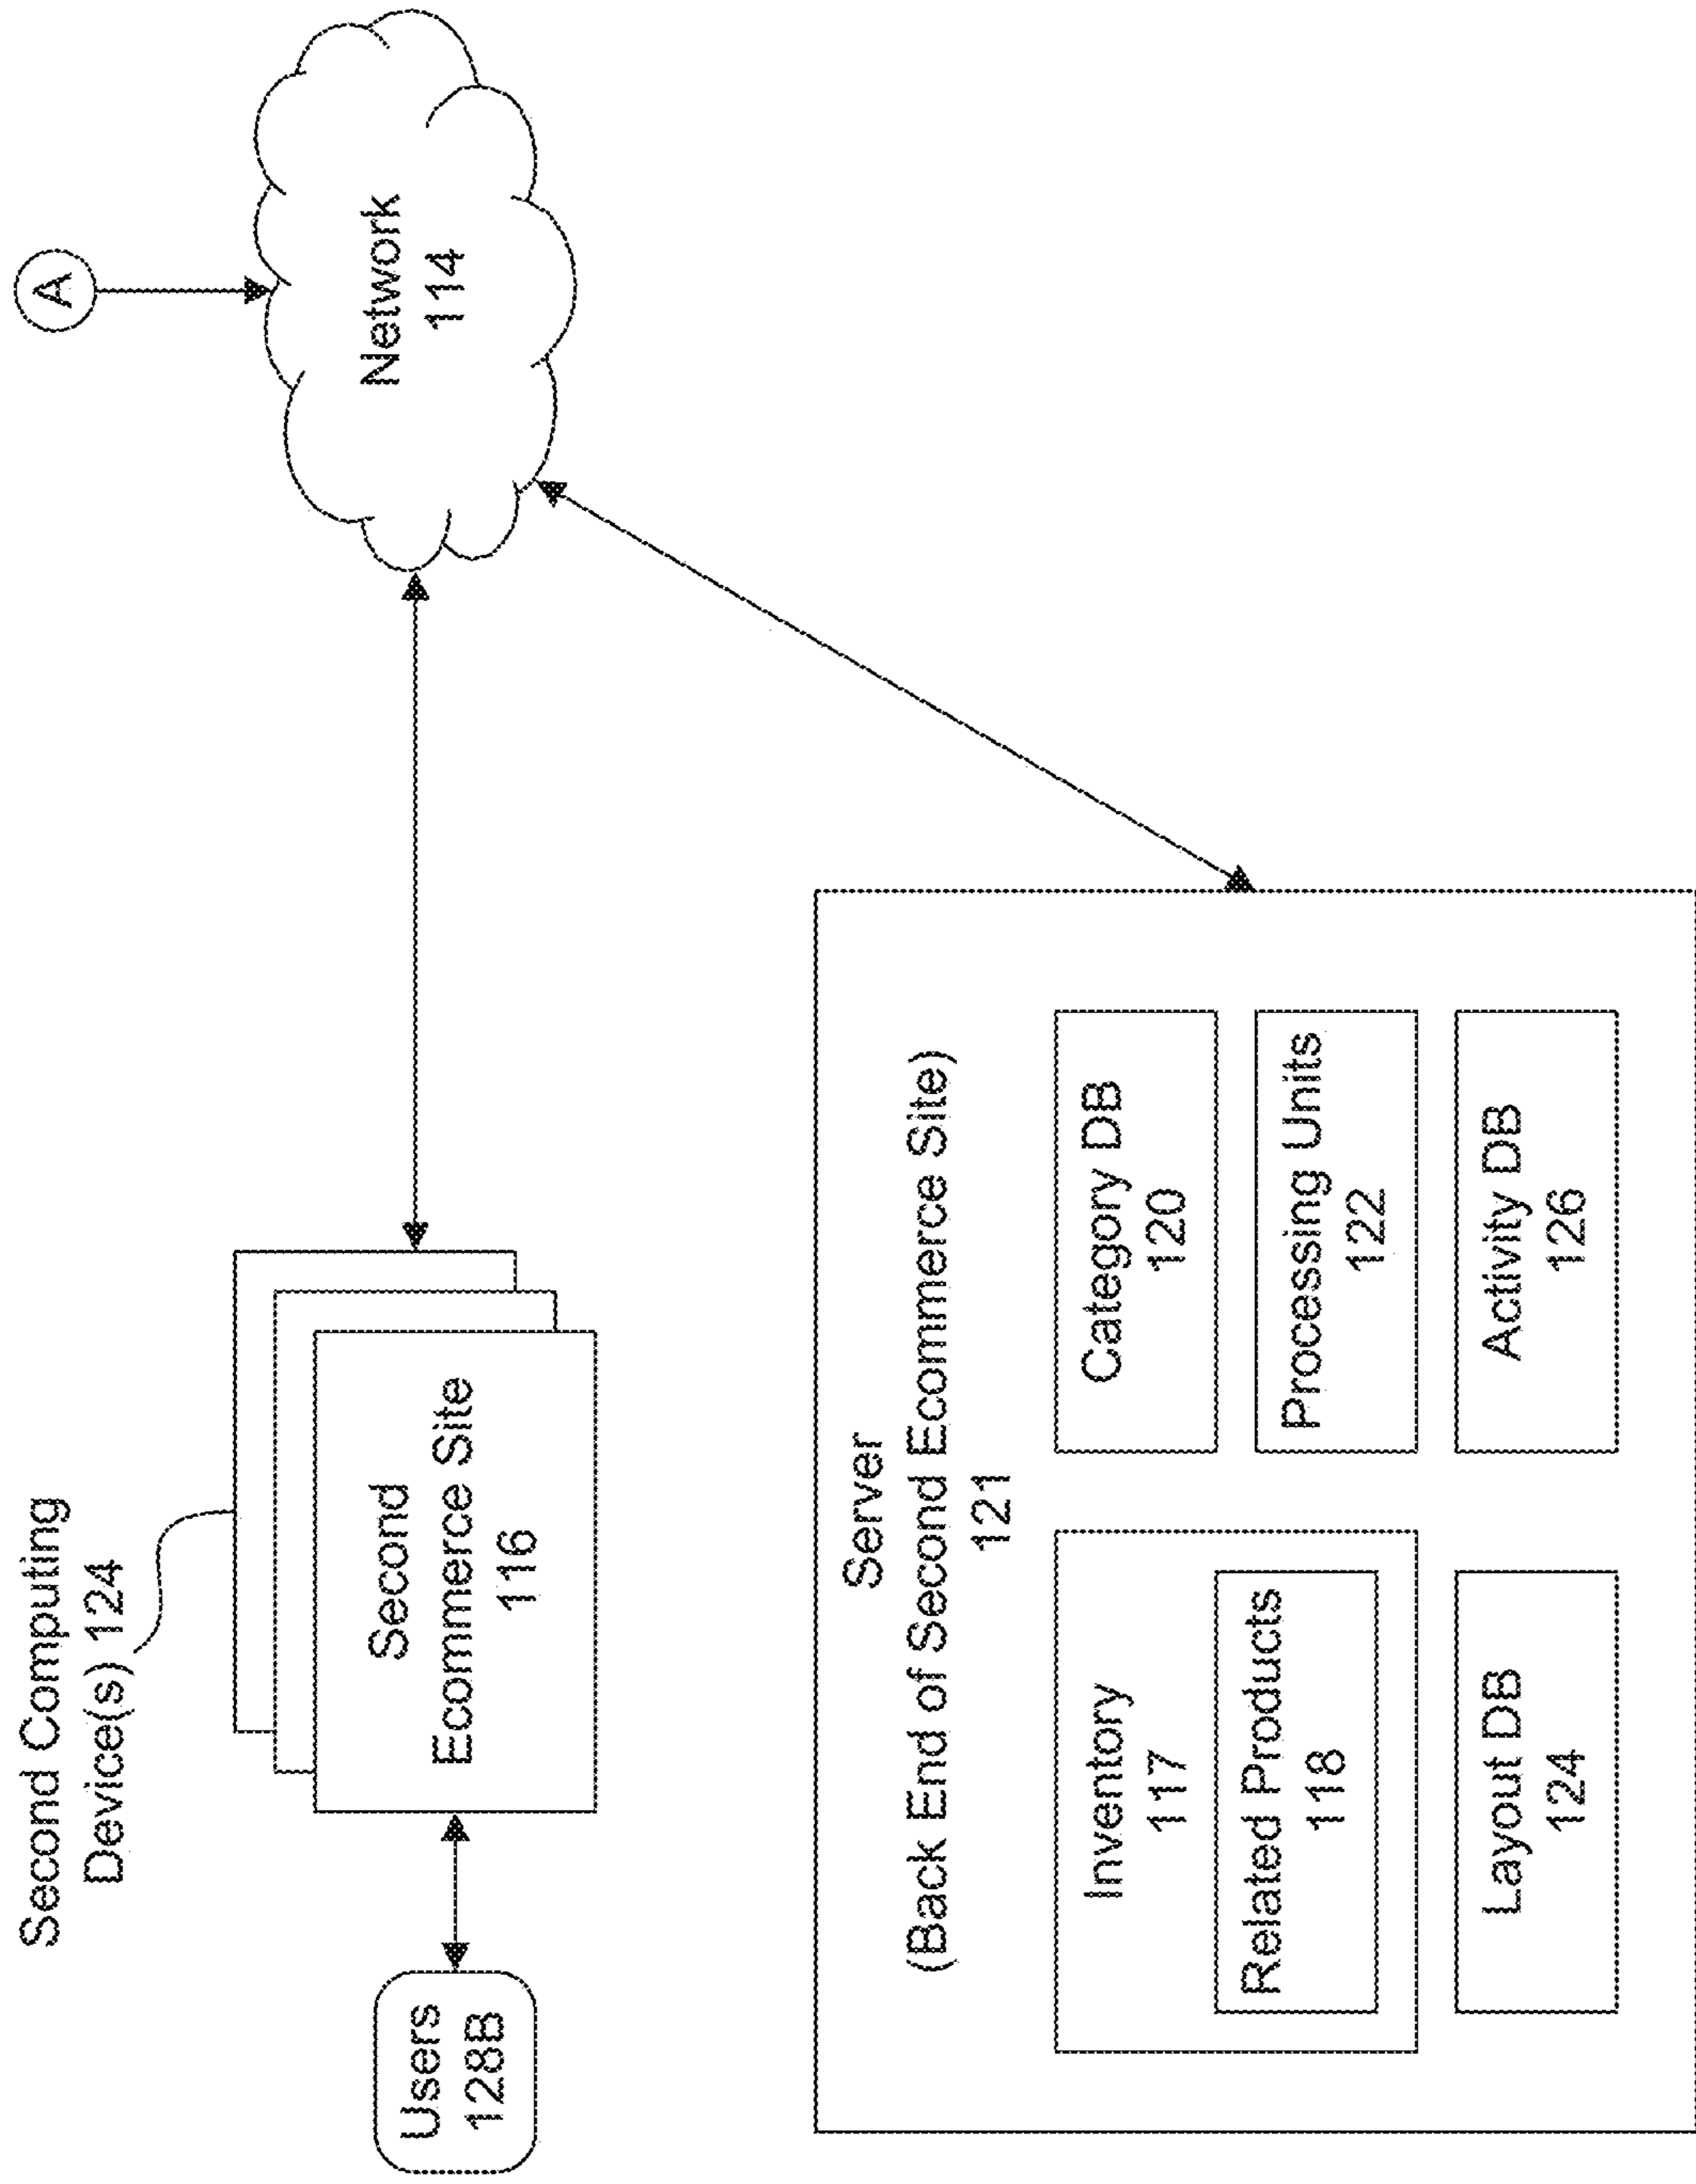 Second Computing
Device(s) 124
Users
128B
Second
Ecommerce Site
116
A
Network
114
Server
(Back End of Second Ecommerce Site)
121
Inventory
117
Related Products
118
Category DB
120
Processing Units
122
Layout DB
124
Activity DB
126